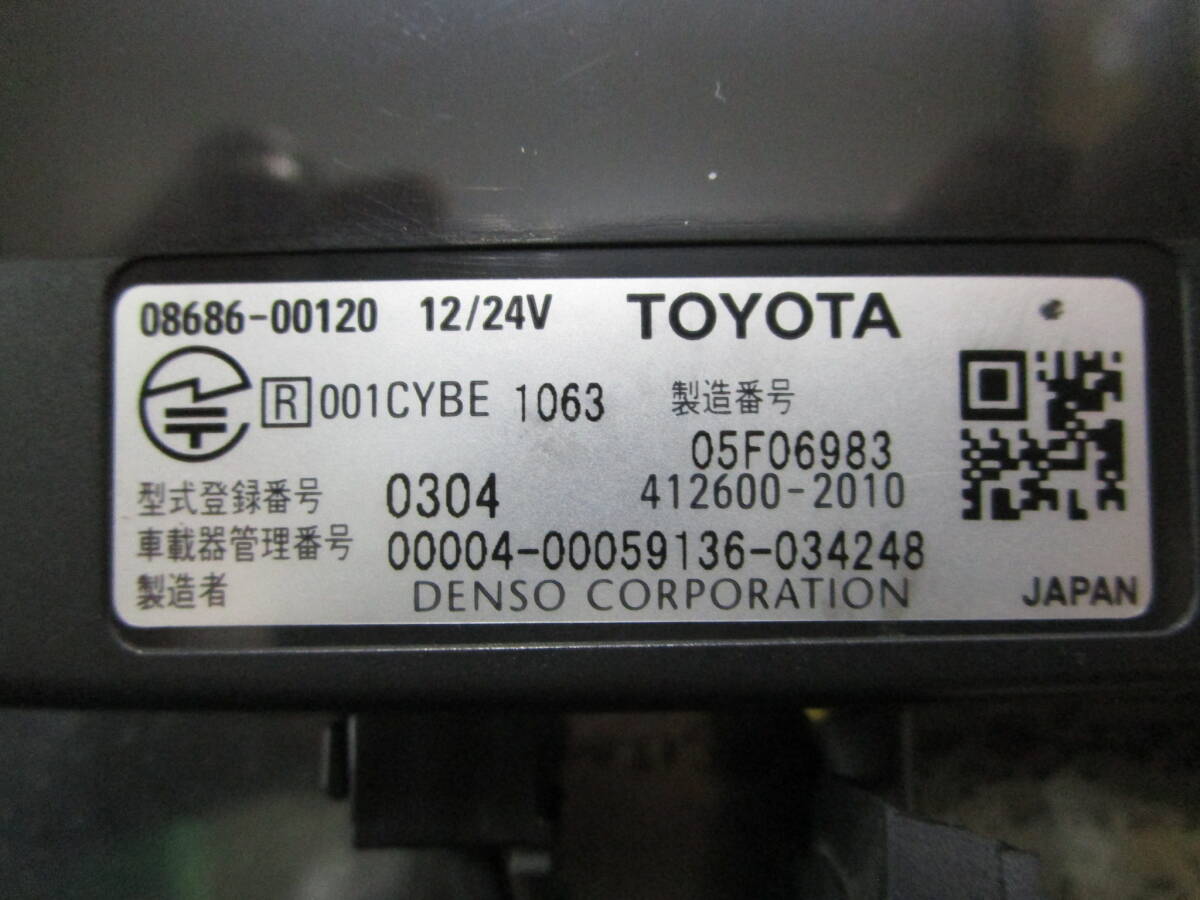 08686-00120 12/24V TOYOTA
R 001CYBE 1063 製造番号
05F06983
型式登録番号 0304 412600-2010
車載器管理番号 00004-00059136-034248
製造者 DENSO CORPORATION JAPAN